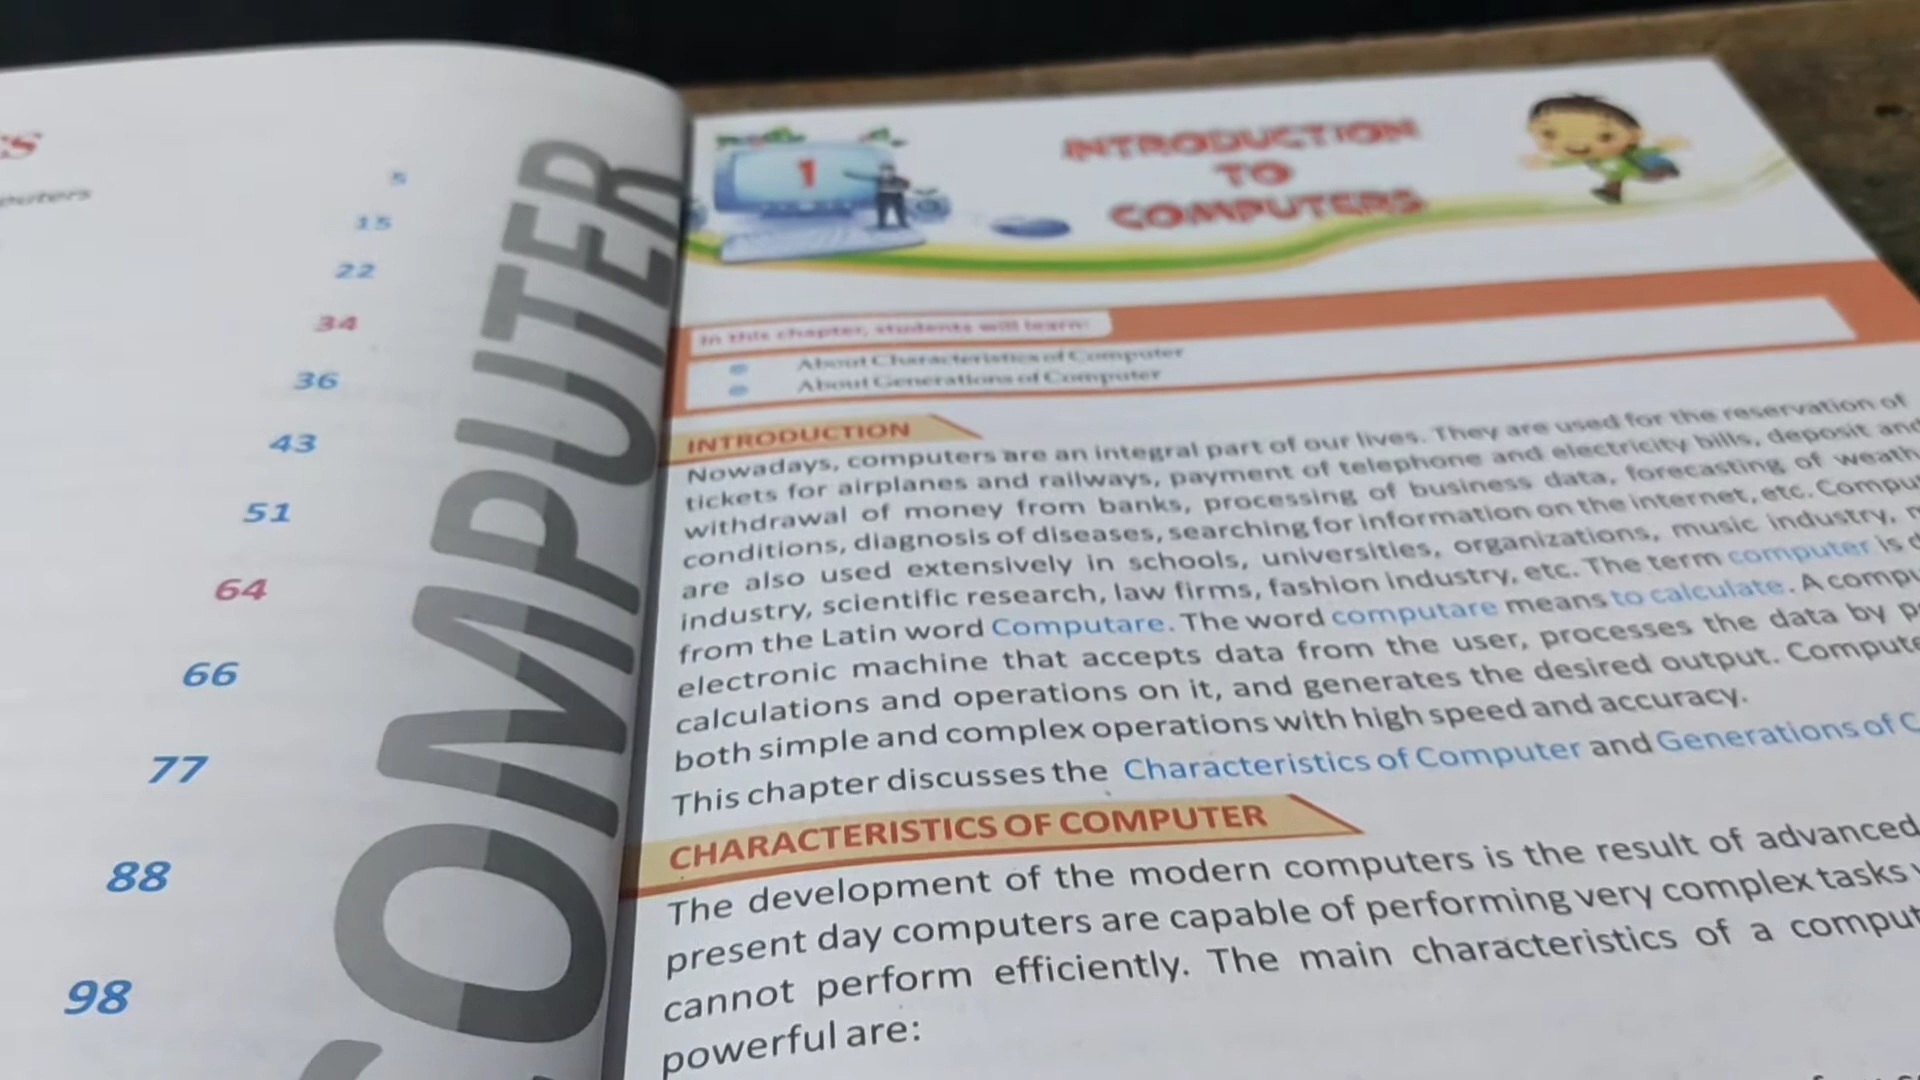 5
15
22
34
36
43
51
64
66
77
88
98
COMPUTER
1
INTRODUCTION
TO
COMPUTERS
In this chapter, students will learn:
About Characteristics of Computer
About Generations of Computer
INTRODUCTION
Nowadays, computers are an integral part of our lives. They are used for the reservation of
tickets for airplanes and railways, payment of telephone and electricity bills, deposit and
withdrawal of money from banks, processing of business data, forecasting of
conditions, diagnosis of diseases, searching for information on the internet, etc.
are also used extensively in schools, universities, organizations, music industry,
industry, scientific research, law firms, fashion industry, etc. The term computer is
from the Latin word Computare. The word computare means to calculate. A
electronic machine that accepts data from the user, processes the data by
calculations and operations on it, and generates the desired output.
both simple and complex operations with high speed and accuracy.
This chapter discusses the Characteristics of Computer and Generations of
CHARACTERISTICS OF COMPUTER
The development of the modern computers is the result of advanced
present day computers are capable of performing very complex tasks
cannot perform efficiently. The main characteristics of a
powerful are: